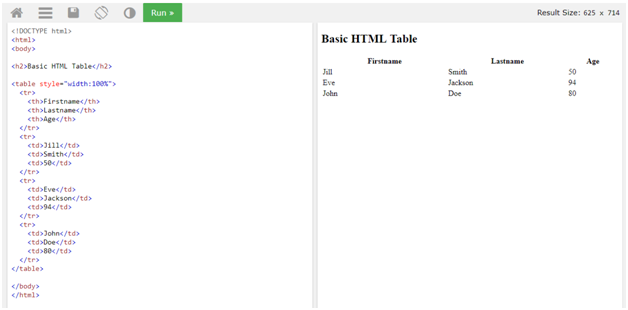 Run »
Result Size: 625 x 714
<!DOCTYPE html>
<html>
<body>
<h2>Basic HTML Table</h2>
<table style="width:100%">
<tr>
<th>Firstname</th>
<th>Lastname</th>
<th>Age</th>
</tr>
<tr>
<td>Jill</td>
<td>Smith</td>
<td>50</td>
</tr>
<tr>
<td>Eve</td>
<td>Jackson</td>
<td>94</td>
</tr>
<tr>
<td>John</td>
<td>Doe</td>
<td>80</td>
</tr>
</table>
</body>
</html>
Basic HTML Table
Firstname Lastname Age
Jill Smith 50
Eve Jackson 94
John Doe 80